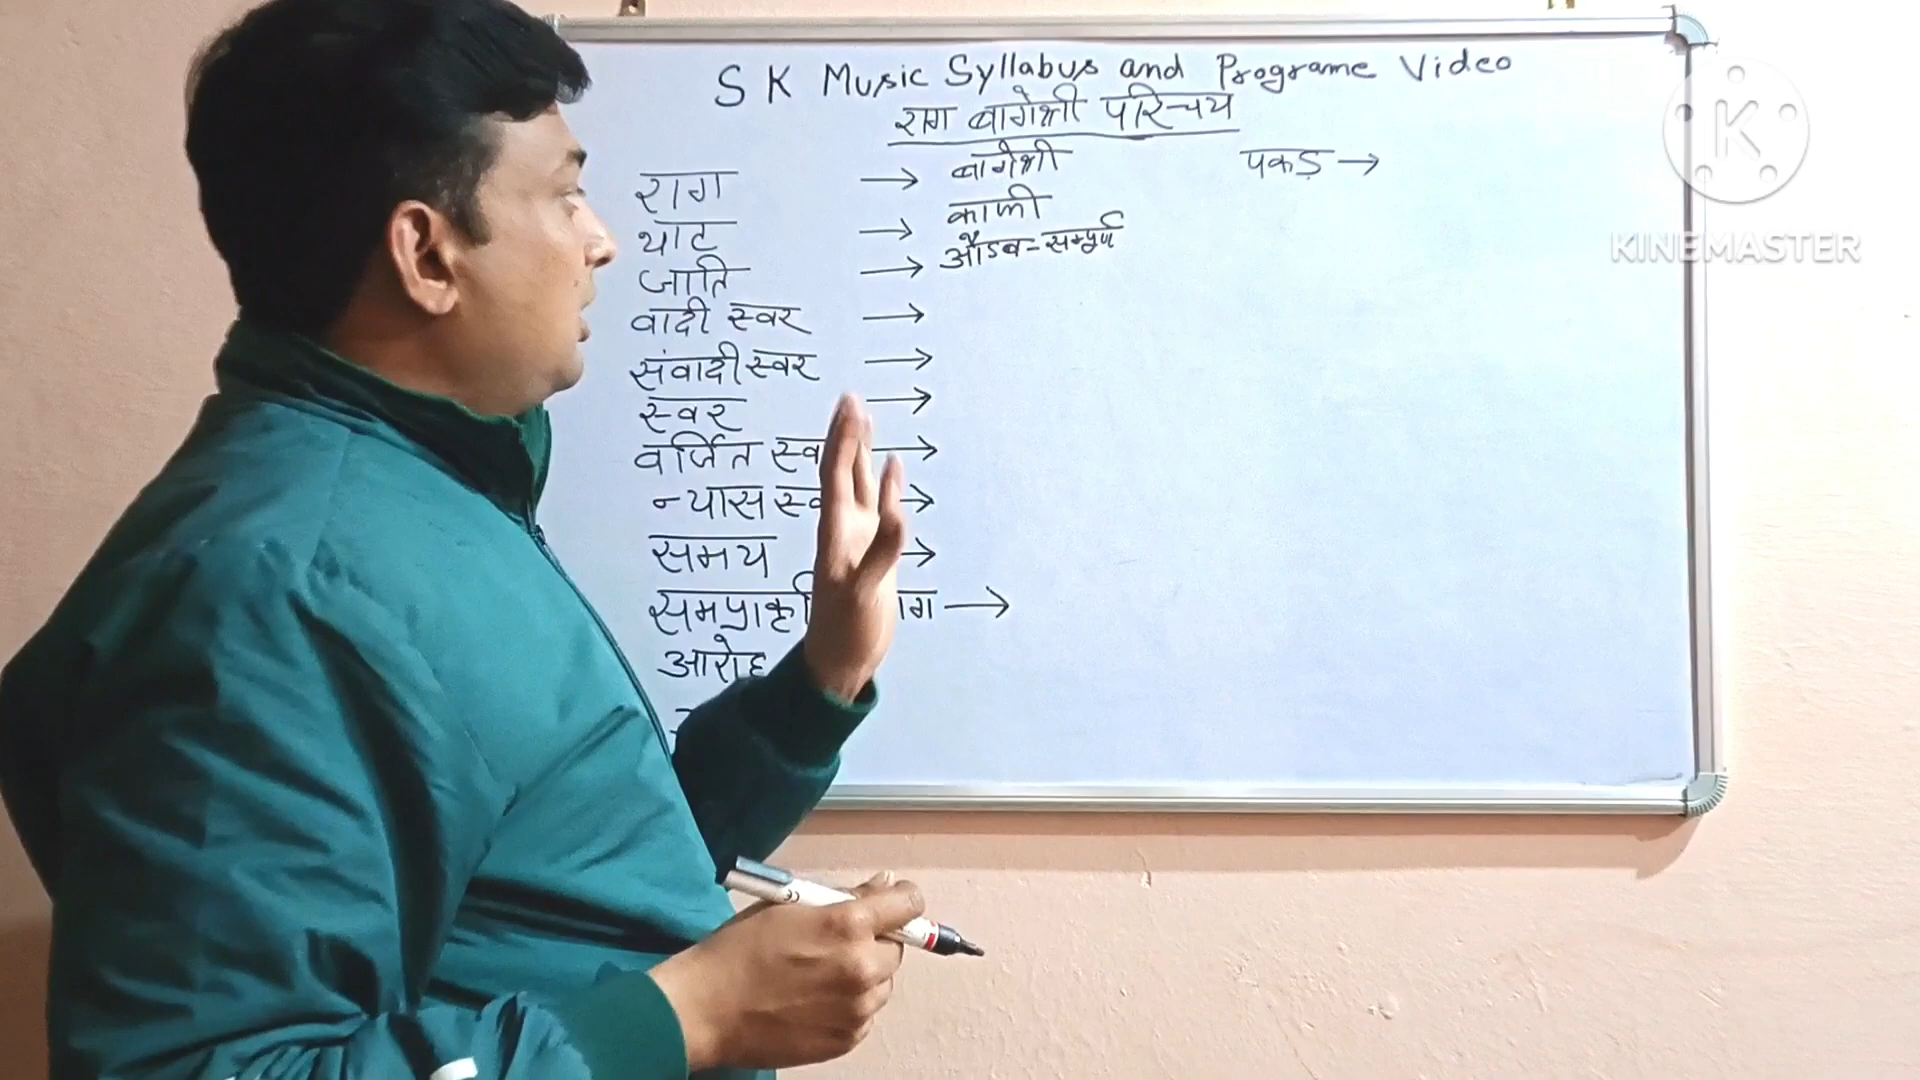 S K Music Syllabus and Programe Video
राग बागेश्री परिचय
राग → बागेश्री
थाट → काफी
जाति → औडव-सम्पूर्ण
वादी स्वर →
संवादी स्वर →
स्वर →
वर्जित →
न्यास →
समय →
→
आरोह
पकड़ →
K
KINEMASTER